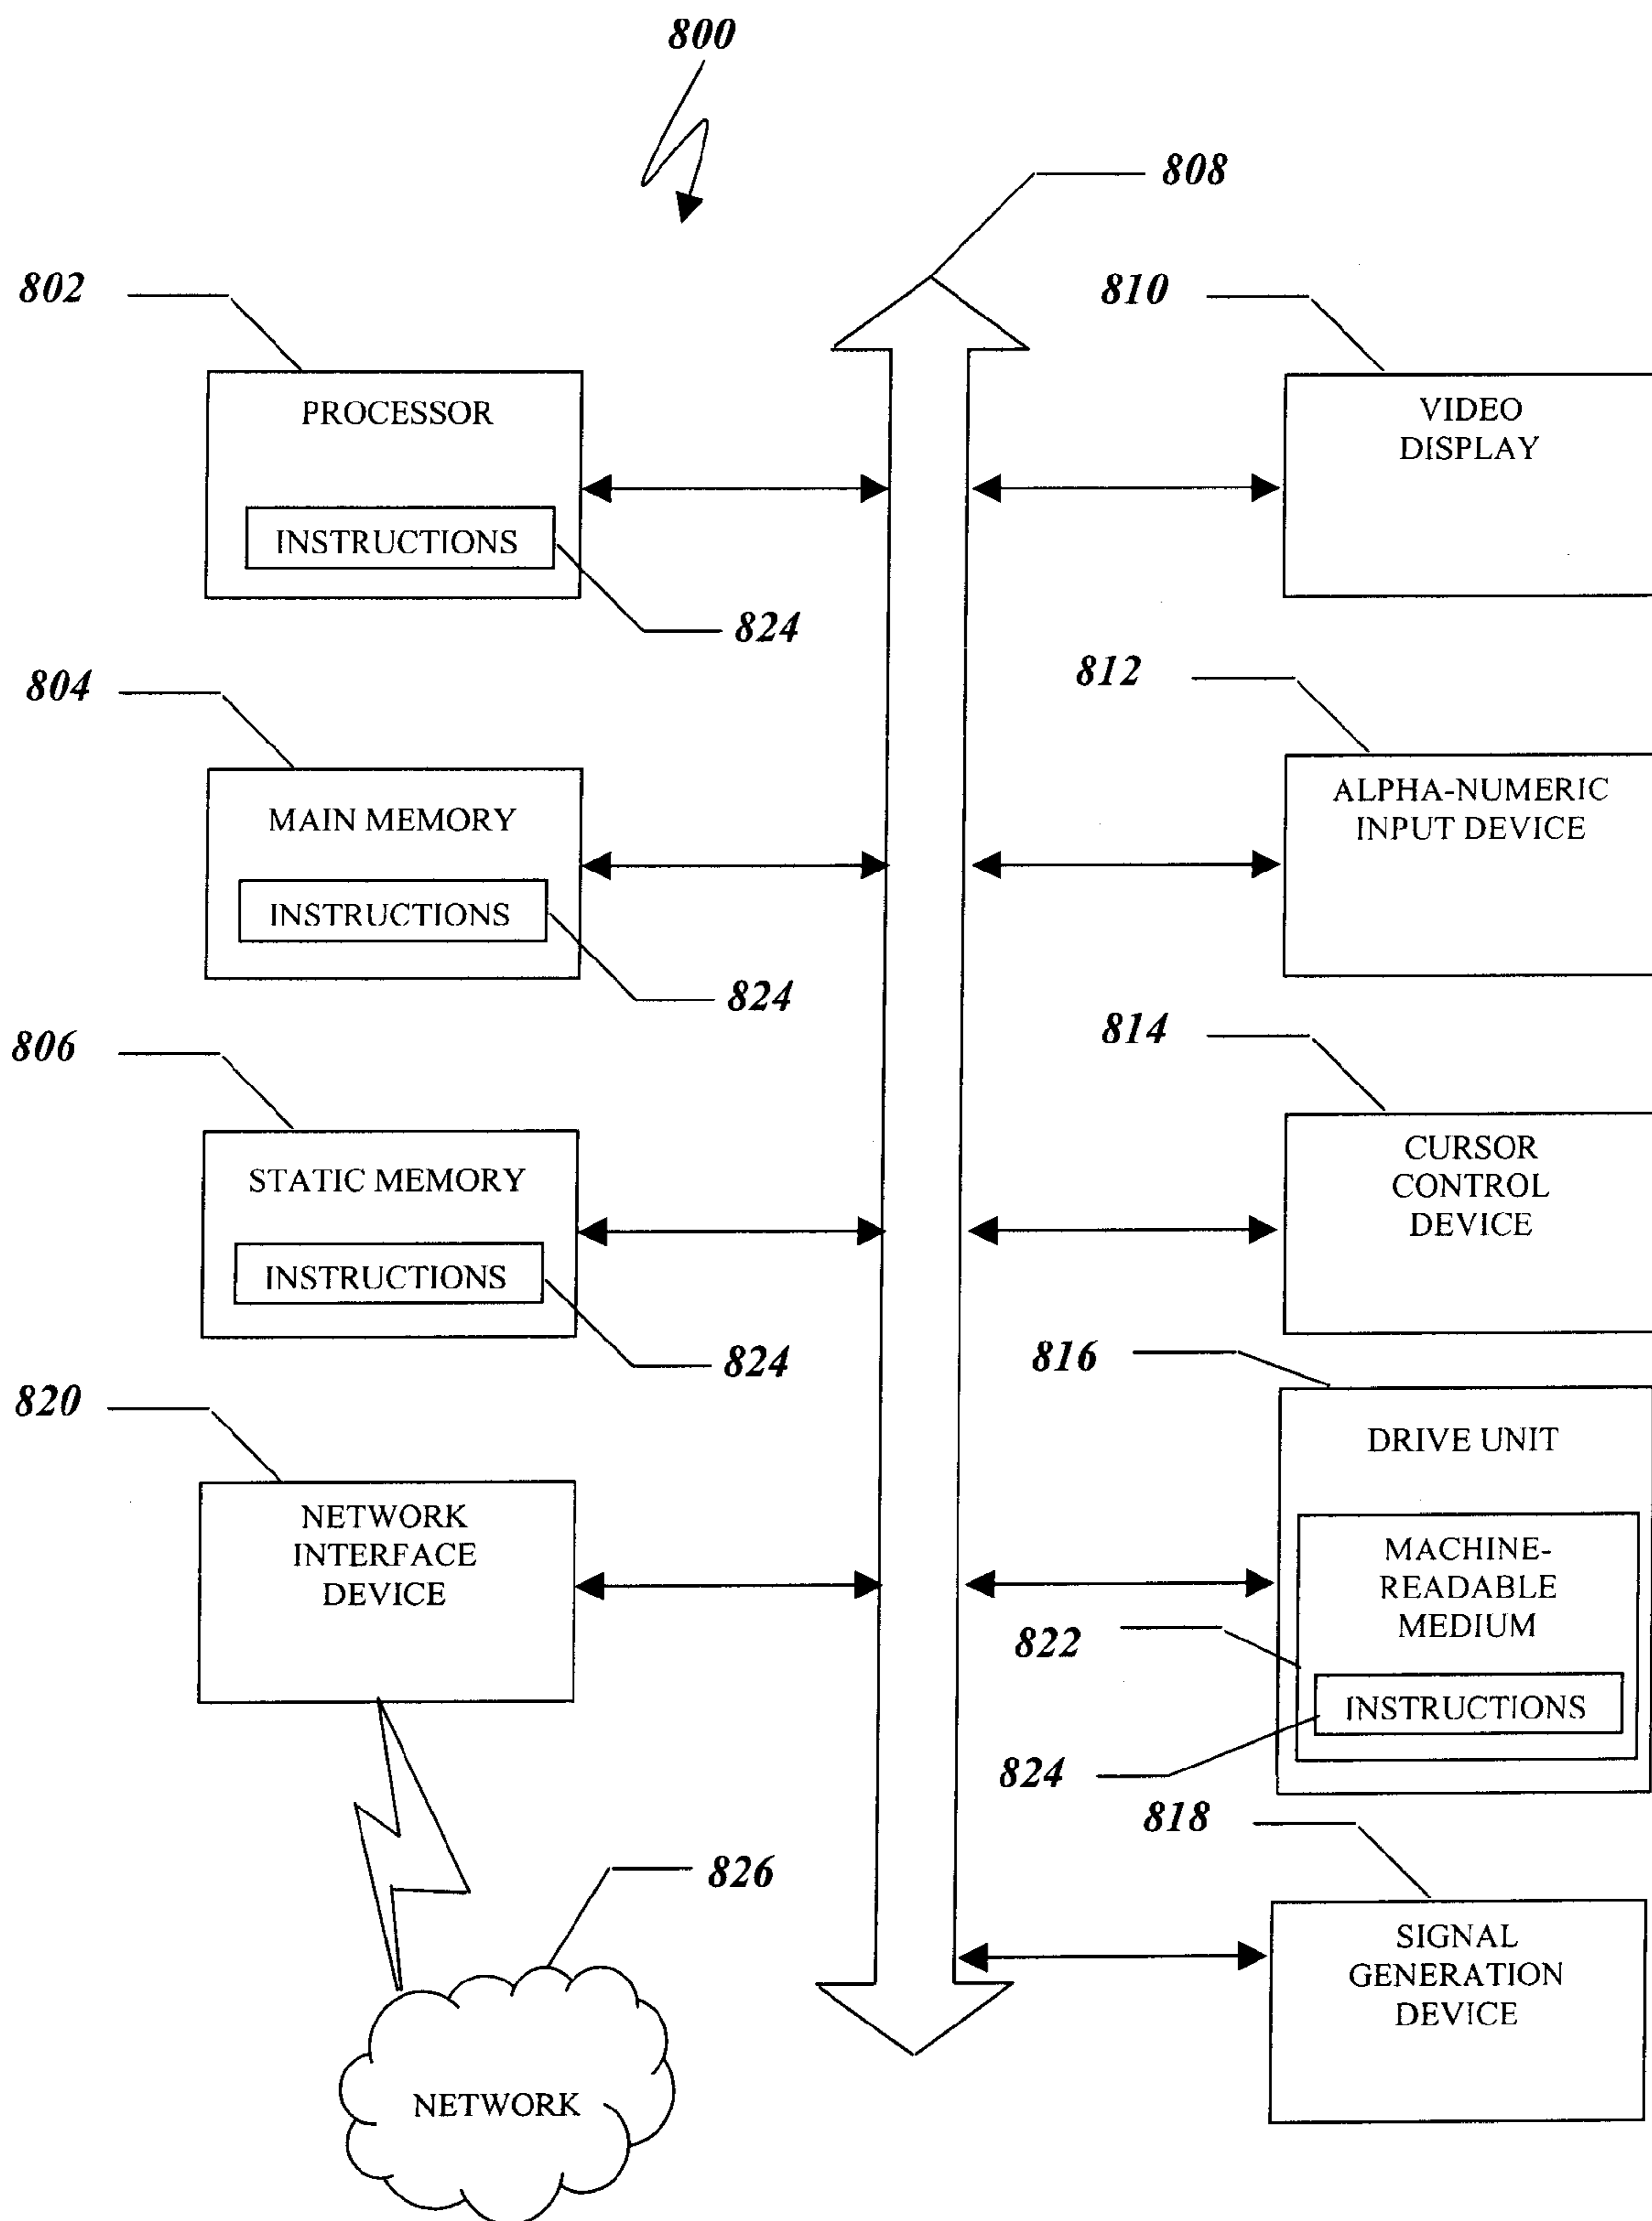 800
808
802
810
PROCESSOR
INSTRUCTIONS
824
VIDEO
DISPLAY
804
812
MAIN MEMORY
INSTRUCTIONS
824
ALPHA-NUMERIC
INPUT DEVICE
806
814
STATIC MEMORY
INSTRUCTIONS
824
CURSOR
CONTROL
DEVICE
820
816
NETWORK
INTERFACE
DEVICE
DRIVE UNIT
MACHINE-
READABLE
MEDIUM
822
INSTRUCTIONS
824
818
826
SIGNAL
GENERATION
DEVICE
NETWORK